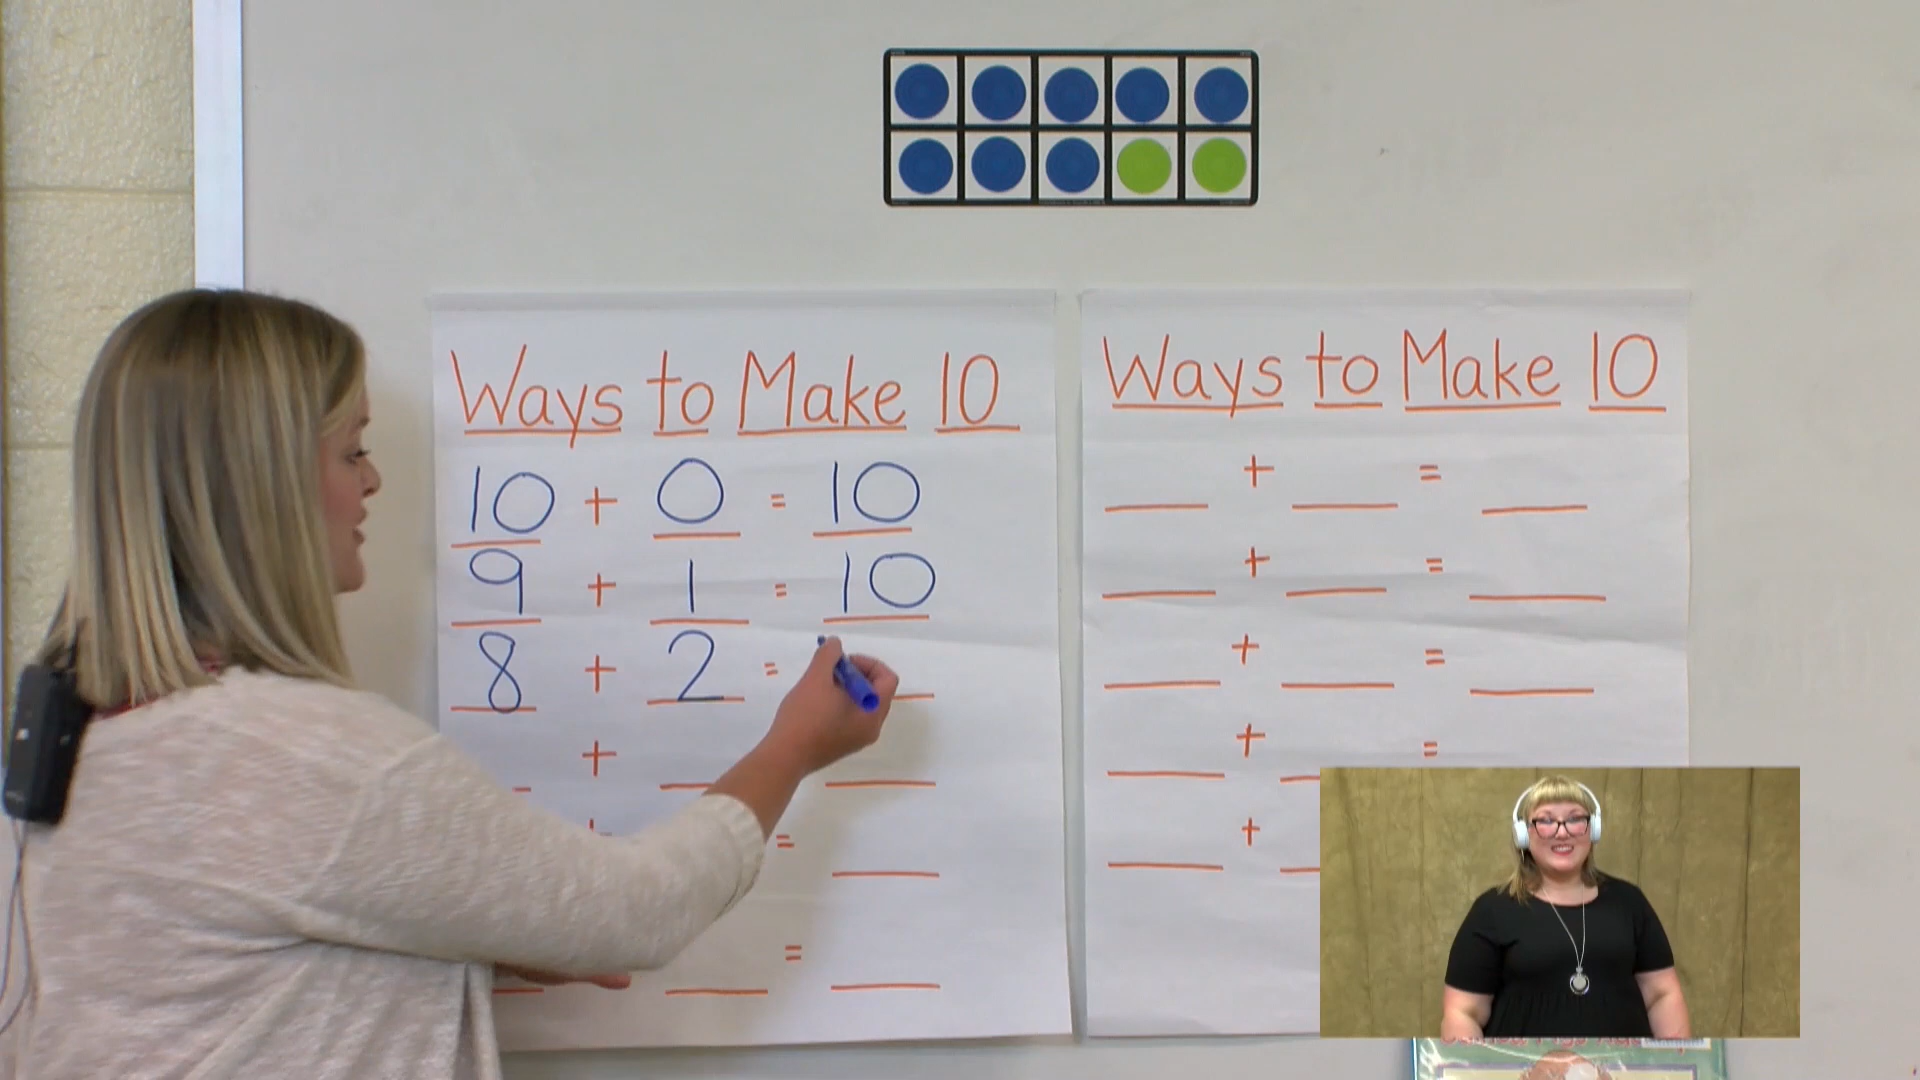 Ways to Make 10
10 + 0 = 10
9 + 1 = 10
8 + 2 =
+
+ =
=
Ways to Make 10
+ =
+ =
+ =
+ =
+